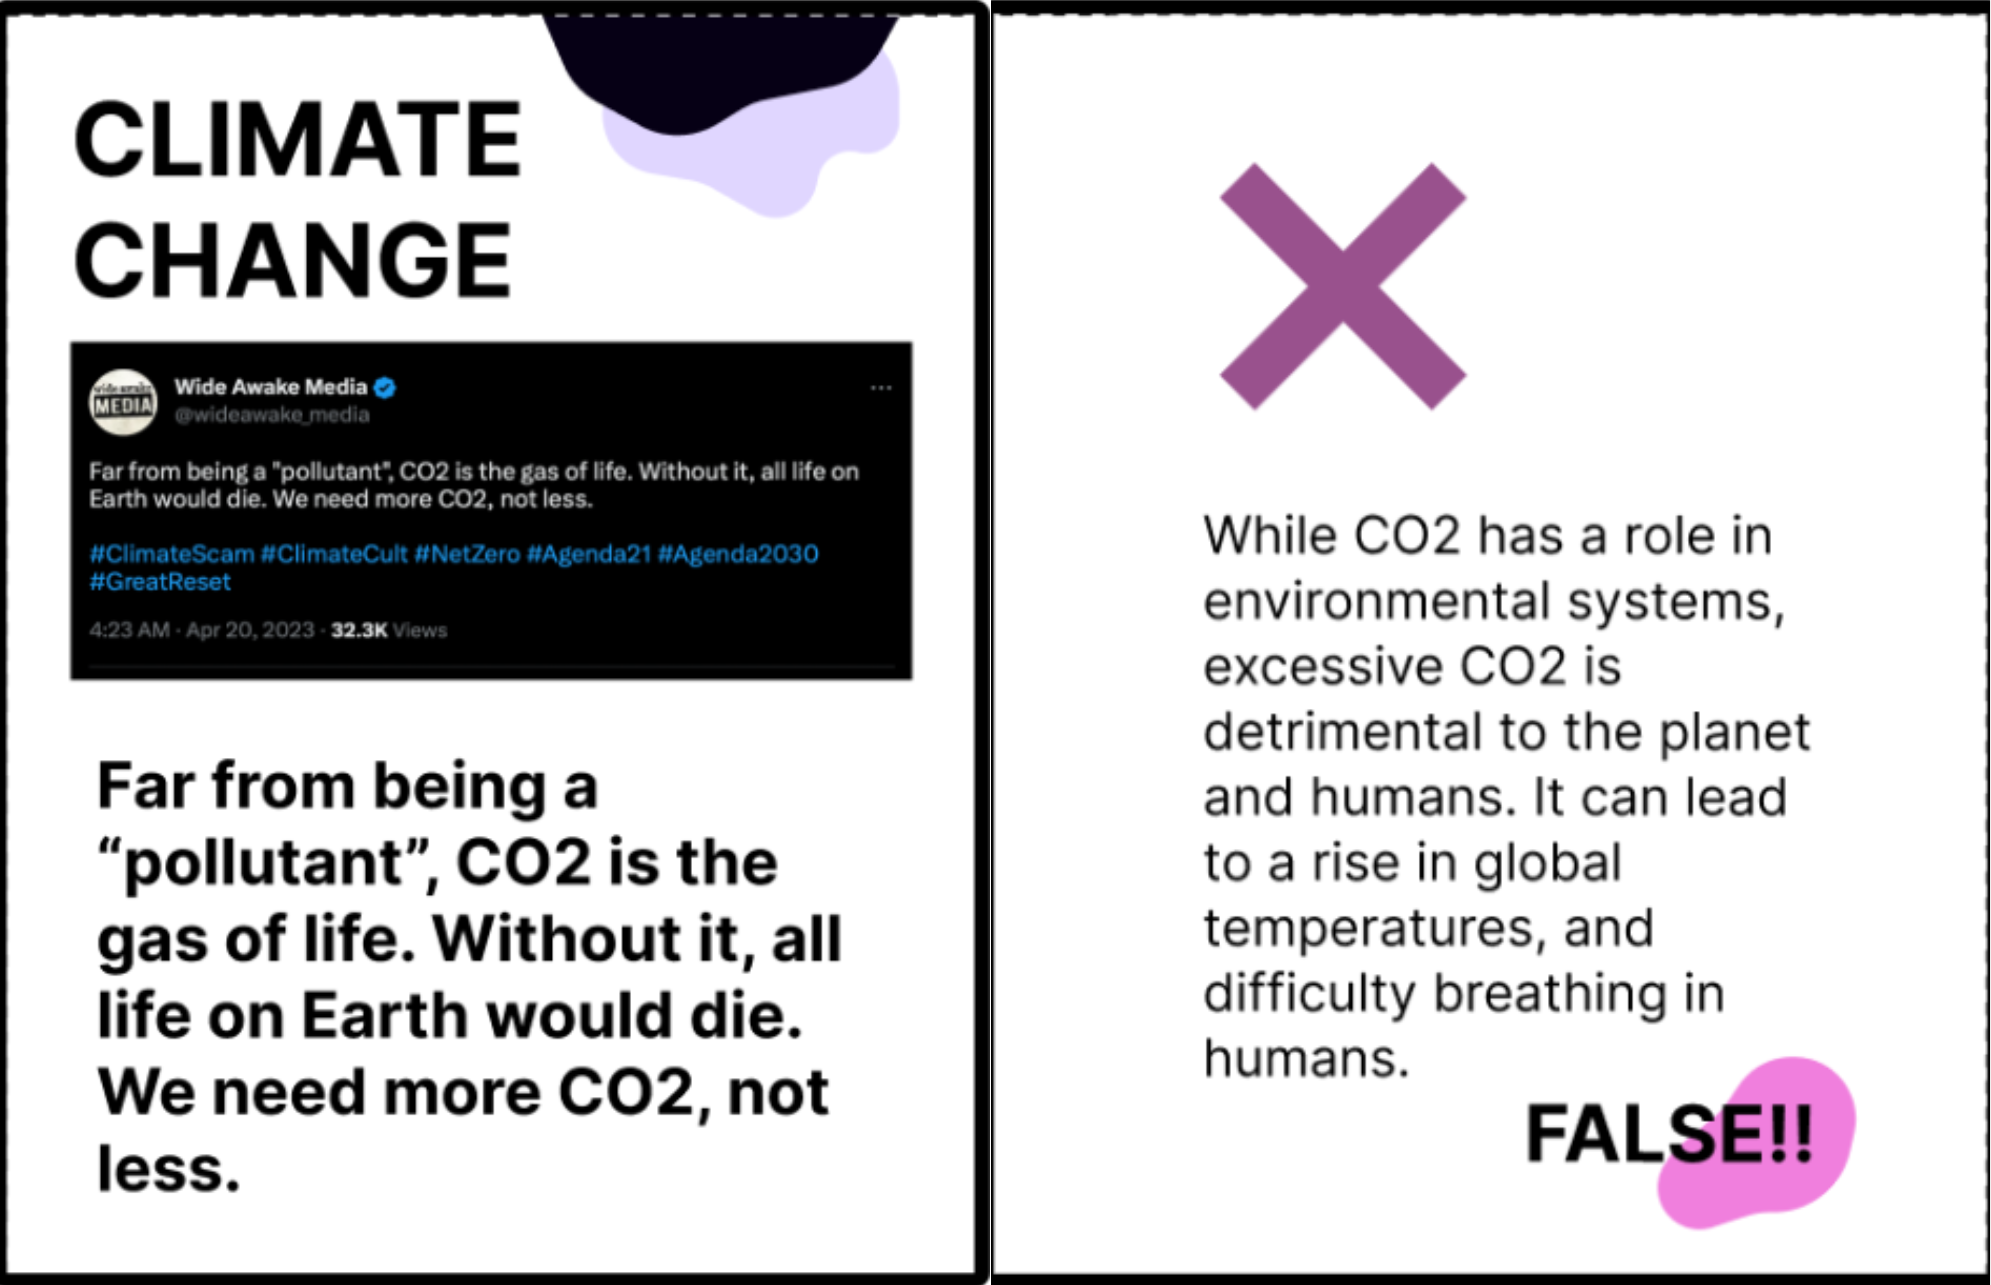 CLIMATE
CHANGE
wide awake
MEDIA
Wide Awake Media
@wideawake_media
Far from being a "pollutant", CO2 is the gas of life. Without it, all life on
Earth would die. We need more CO2, not less.
#ClimateScam #ClimateCult #NetZero #Agenda21 #Agenda2030
#GreatReset
4:23 AM · Apr 20, 2023 · 32.3K Views
Far from being a
“pollutant”, CO2 is the
gas of life. Without it, all
life on Earth would die.
We need more CO2, not
less.
While CO2 has a role in
environmental systems,
excessive CO2 is
detrimental to the planet
and humans. It can lead
to a rise in global
temperatures, and
difficulty breathing in
humans.
FALSE!!